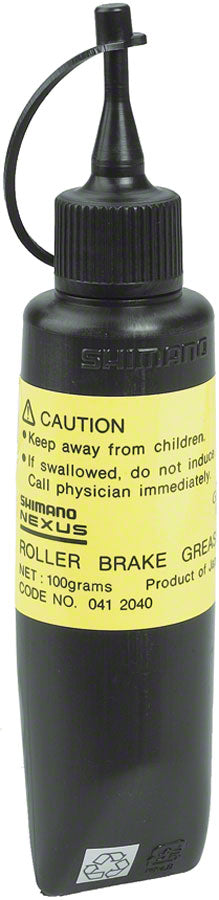 SHIMANO
CAUTION
•Keep away from children.
•If swallowed, do not induce
Call physician immediately.
SHIMANO
NEXUS
ROLLER BRAKE GREAS
NET : 100grams Product of Ja
CODE NO. 041 2040